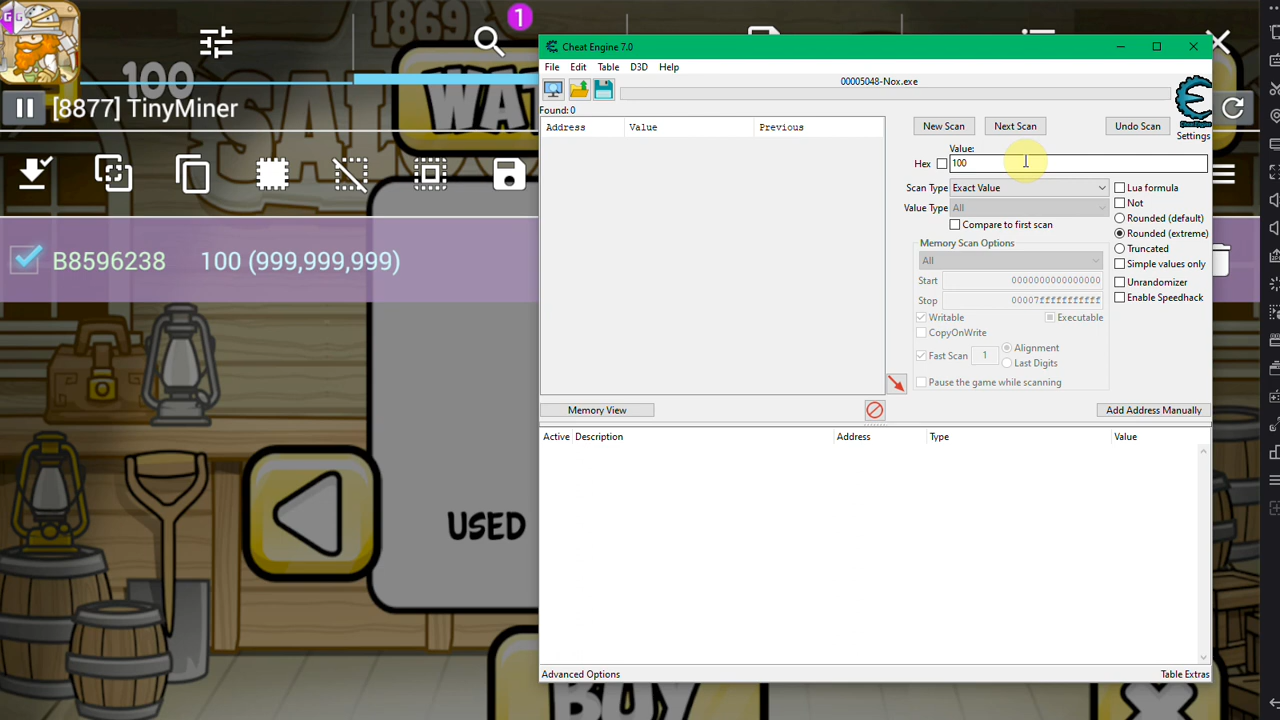 1869
1
100
[8877] TinyMiner
B8596238 100 (999,999,999)
USED
BUY
Cheat Engine 7.0
File Edit Table D3D Help
00005048-Nox.exe
Found: 0
Address Value Previous
New Scan Next Scan Undo Scan
Settings
Value:
Hex 100
Scan Type Exact Value Lua formula
Value Type All Not
Rounded (default)
Compare to first scan Rounded (extreme)
Memory Scan Options Truncated
All Simple values only
Start 0000000000000000 Unrandomizer
Stop 00007fffffffffff Enable Speedhack
Writable Executable
CopyOnWrite
Fast Scan 1 Alignment
Last Digits
Pause the game while scanning
Memory View Add Address Manually
Active Description Address Type Value
Advanced Options Table Extras